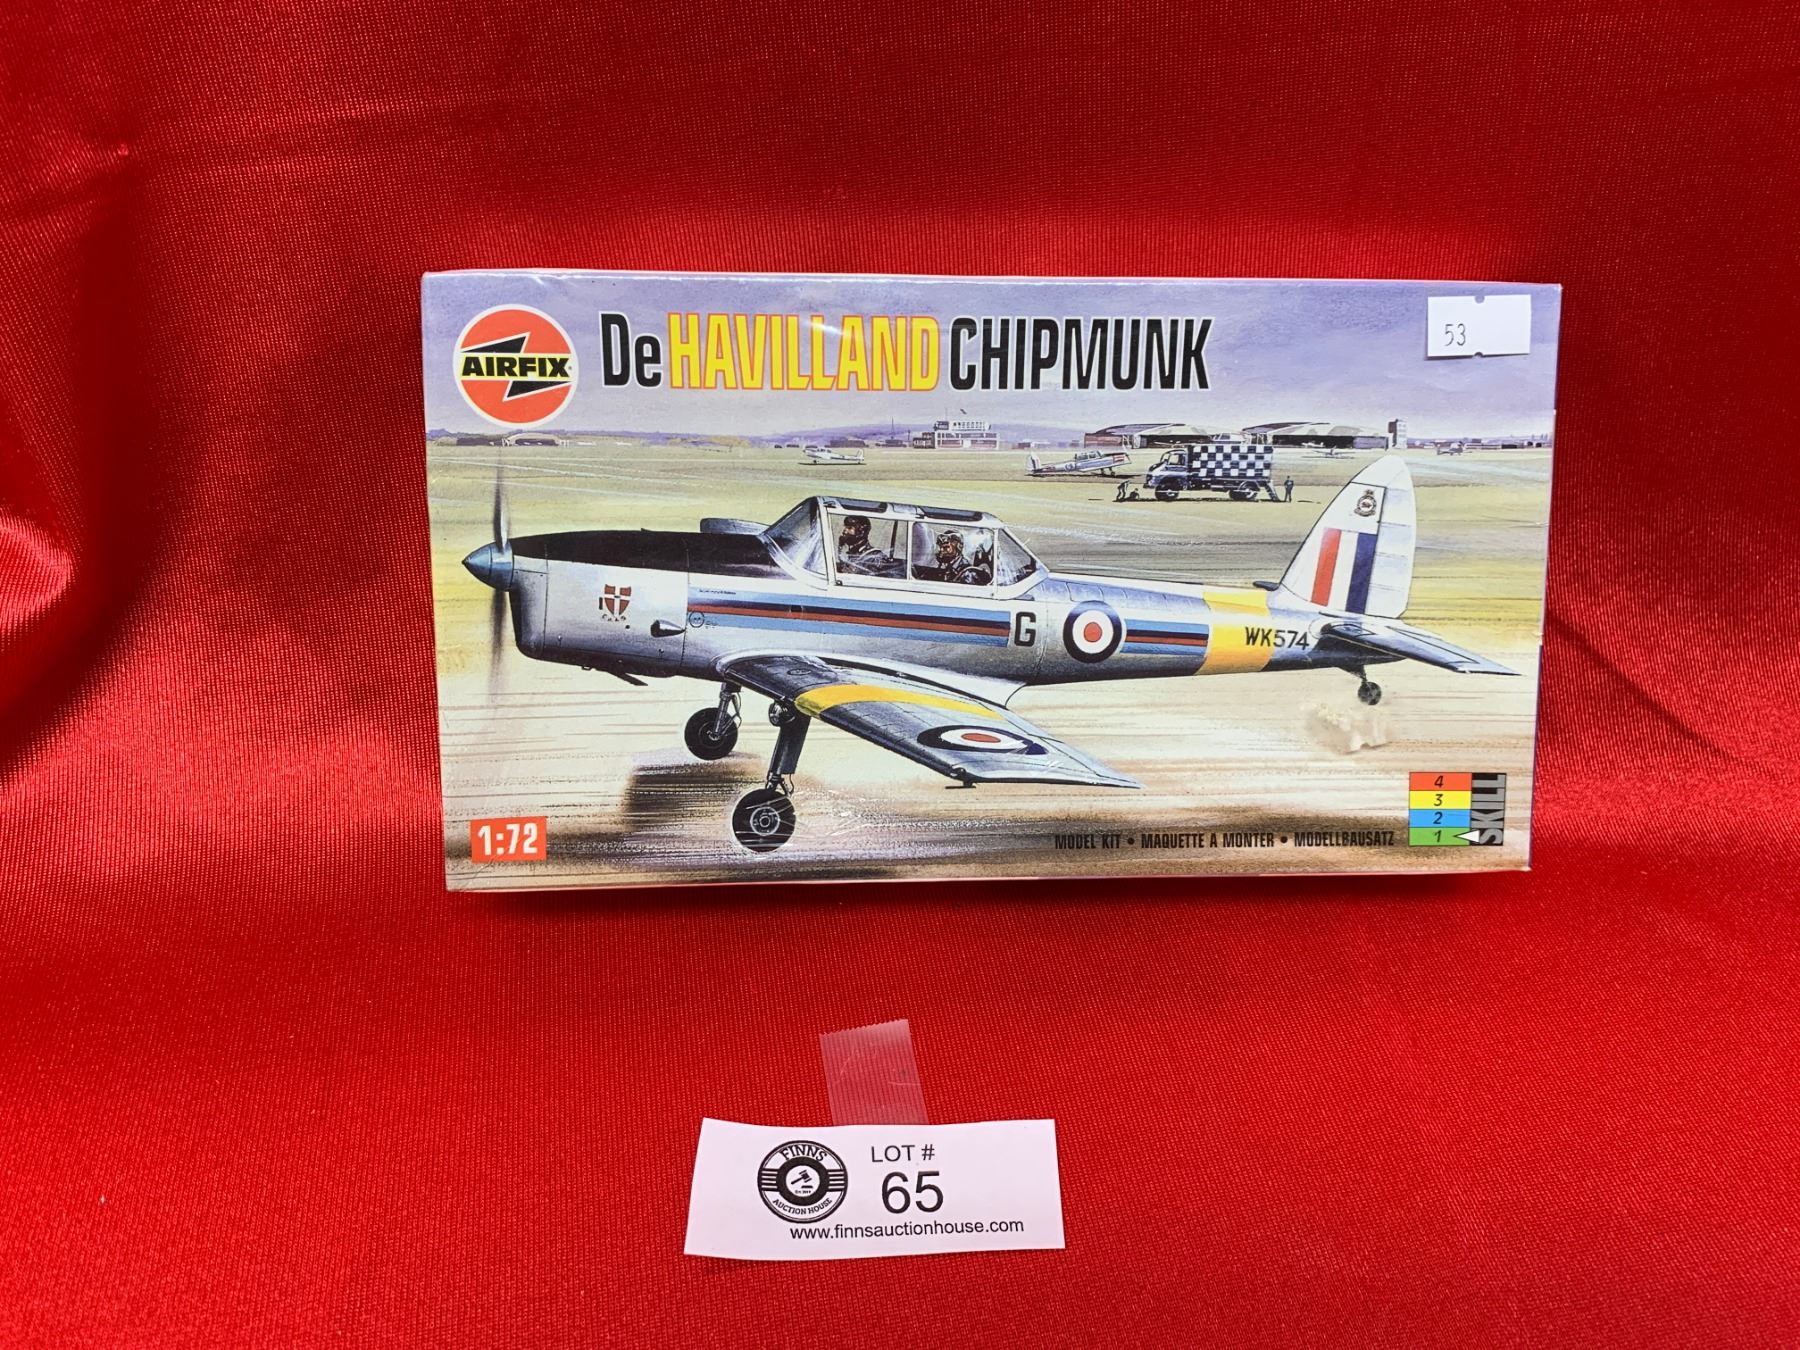 AIRFIX
De HAVILLAND CHIPMUNK
53
G
WK574
1:72
MODEL KIT • MAQUETTE A MONTER • MODELLBAUSATZ
4
3
2
1
SKILL
FINNS
AUCTION HOUSE
LOT #
65
www.finnsauctionhouse.com